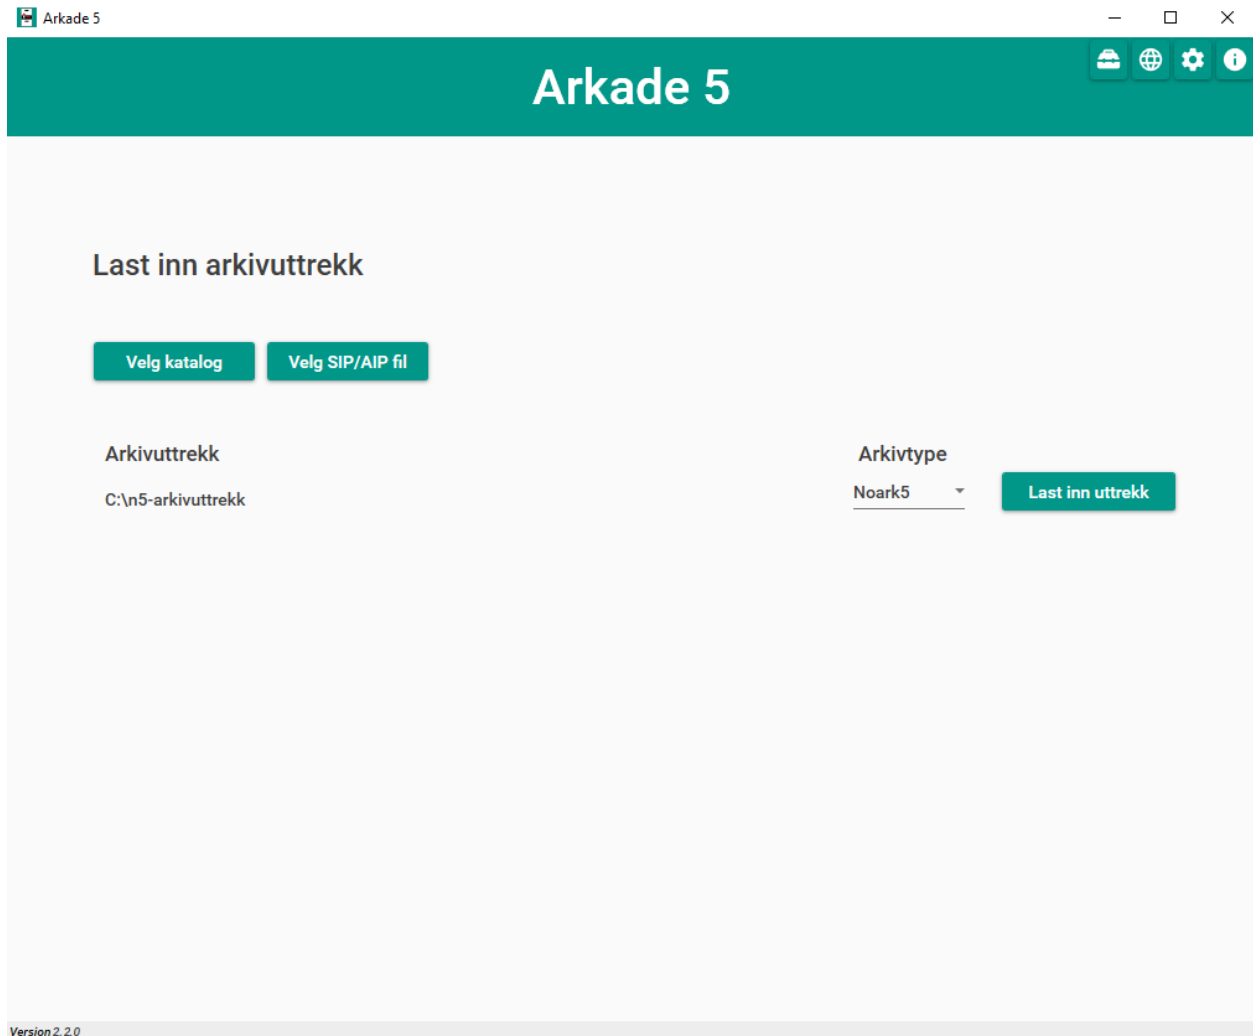 Arkade 5
Arkade 5
Last inn arkivuttrekk
Velg katalog Velg SIP/AIP fil
Arkivuttrekk Arkivtype
C:\n5-arkivuttrekk Noark5 Last inn uttrekk
Version 2.2.0